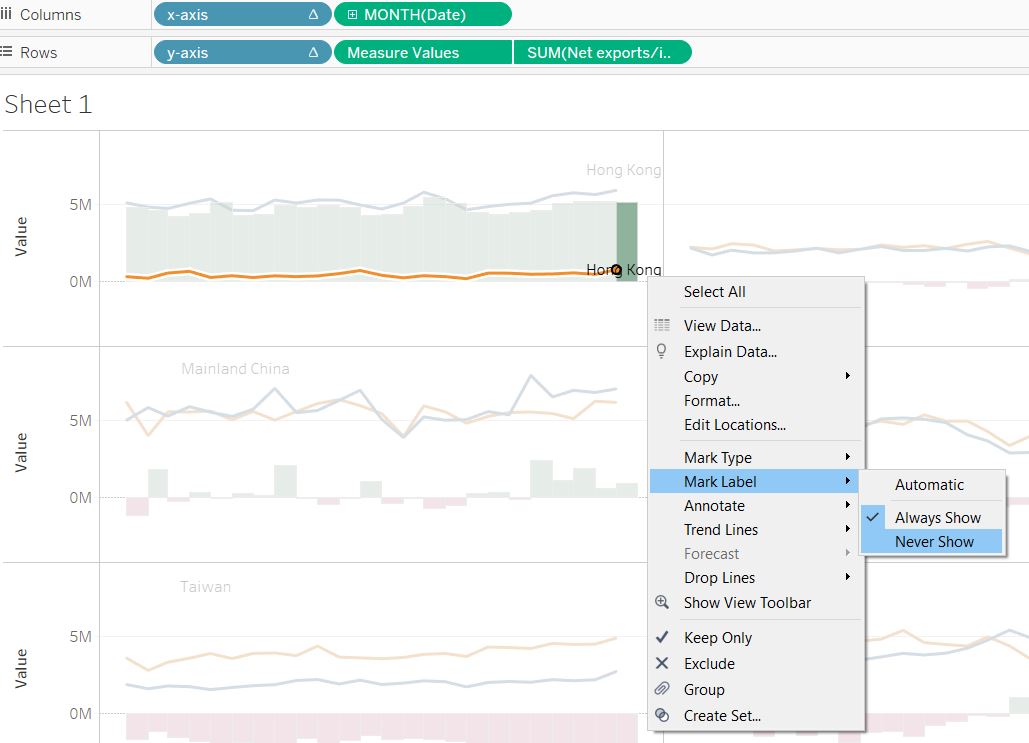 Columns x-axis Δ MONTH(Date)
Rows y-axis Δ Measure Values SUM(Net exports/i..
Sheet 1
Value
5M
0M
Hong Kong
Hong Kong
Value
5M
0M
Mainland China
Value
5M
0M
Taiwan
Select All
View Data...
Explain Data...
Copy
Format...
Edit Locations...
Mark Type
Mark Label
Annotate
Trend Lines
Forecast
Drop Lines
Show View Toolbar
Keep Only
Exclude
Group
Create Set...
Automatic
Always Show
Never Show